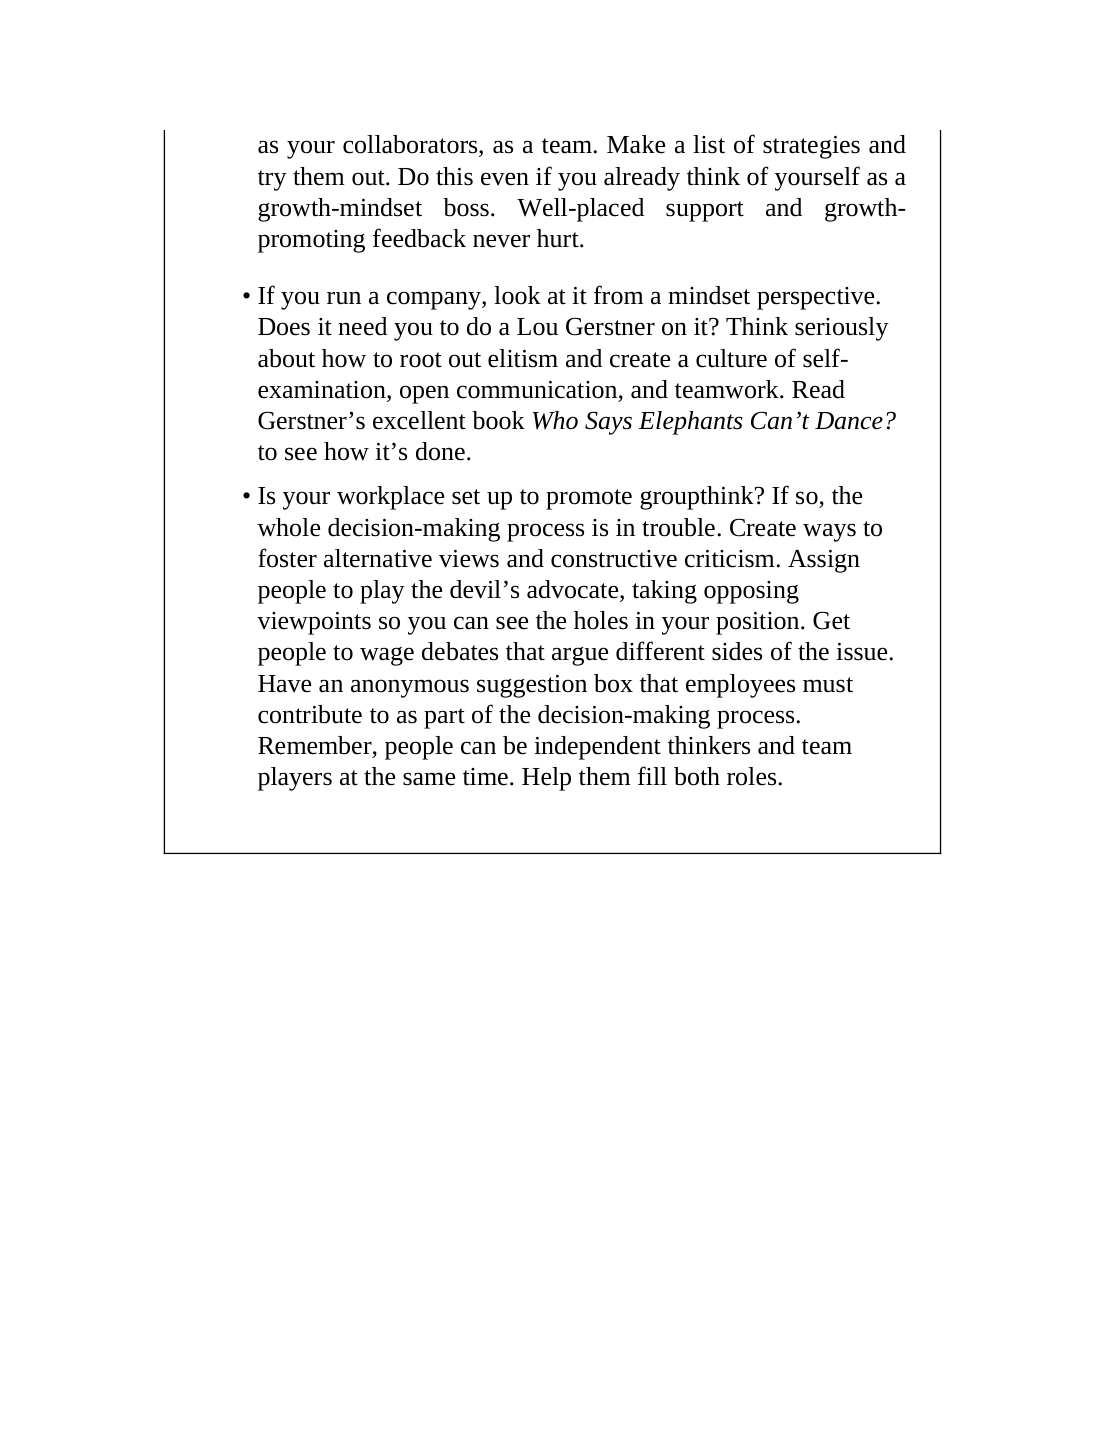 as your collaborators, as a team. Make a list of strategies and
try them out. Do this even if you already think of yourself as a
growth-mindset boss. Well-placed support and growth-
promoting feedback never hurt.
• If you run a company, look at it from a mindset perspective.
Does it need you to do a Lou Gerstner on it? Think seriously
about how to root out elitism and create a culture of self-
examination, open communication, and teamwork. Read
Gerstner’s excellent book Who Says Elephants Can’t Dance?
to see how it’s done.
• Is your workplace set up to promote groupthink? If so, the
whole decision-making process is in trouble. Create ways to
foster alternative views and constructive criticism. Assign
people to play the devil’s advocate, taking opposing
viewpoints so you can see the holes in your position. Get
people to wage debates that argue different sides of the issue.
Have an anonymous suggestion box that employees must
contribute to as part of the decision-making process.
Remember, people can be independent thinkers and team
players at the same time. Help them fill both roles.